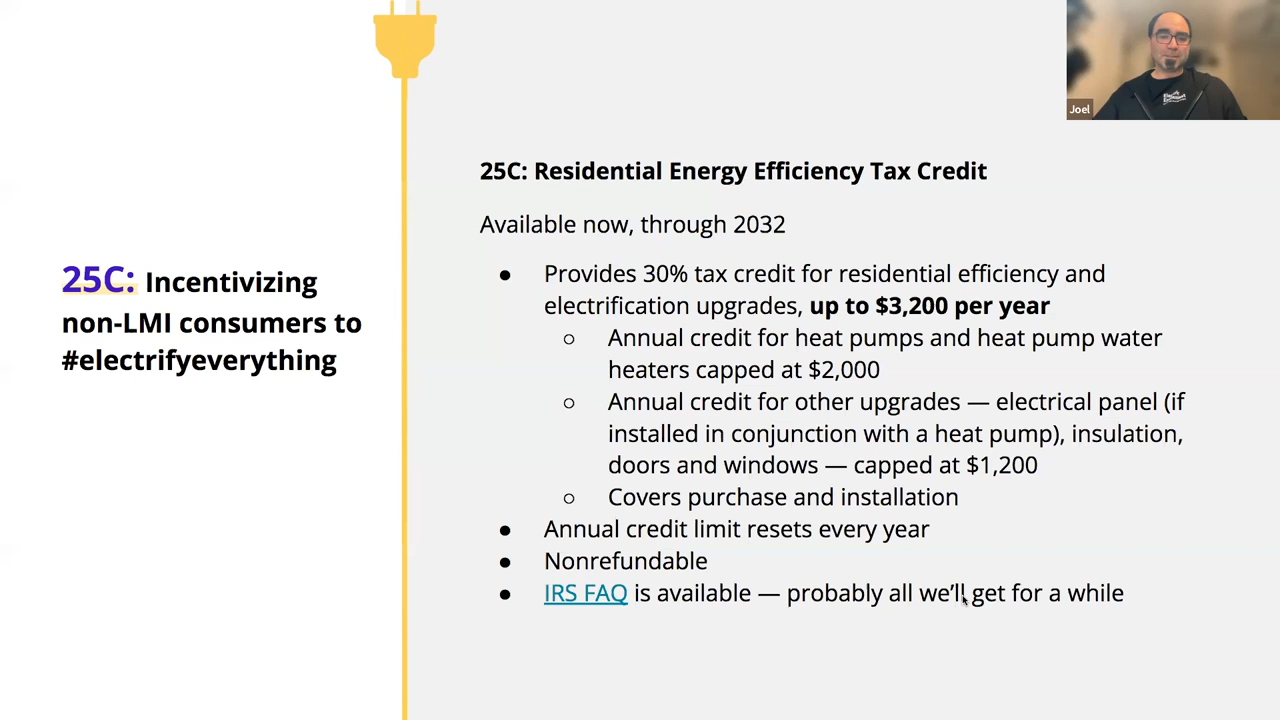 25C: Incentivizing
non-LMI consumers to
#electrifyeverything
25C: Residential Energy Efficiency Tax Credit
Available now, through 2032
● Provides 30% tax credit for residential efficiency and
electrification upgrades, up to $3,200 per year
○ Annual credit for heat pumps and heat pump water
heaters capped at $2,000
○ Annual credit for other upgrades — electrical panel (if
installed in conjunction with a heat pump), insulation,
doors and windows — capped at $1,200
○ Covers purchase and installation
● Annual credit limit resets every year
● Nonrefundable
● IRS FAQ is available — probably all we’ll get for a while
Joel